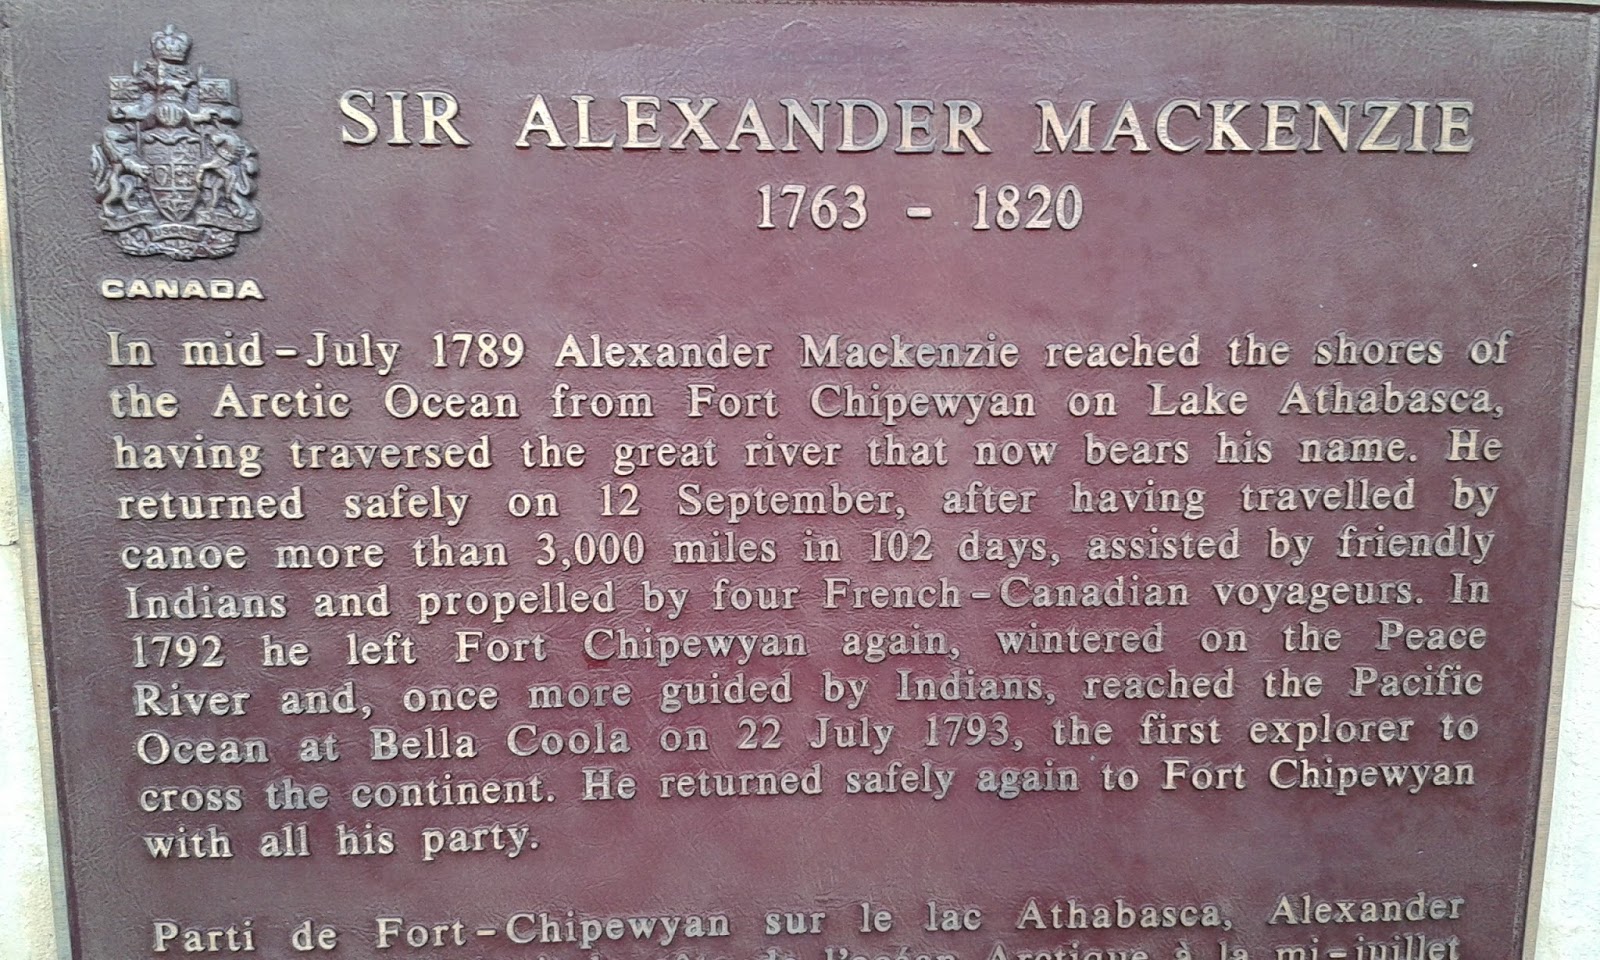 SIR ALEXANDER MACKENZIE
1763 - 1820
CANADA
In mid-July 1789 Alexander Mackenzie reached the shores of
the Arctic Ocean from Fort Chipewyan on Lake Athabasca,
having traversed the great river that now bears his name. He
returned safely on 12 September, after having travelled by
canoe more than 3,000 miles in 102 days, assisted by friendly
Indians and propelled by four French-Canadian voyageurs. In
1792 he left Fort Chipewyan again, wintered on the Peace
River and, once more guided by Indians, reached the Pacific
Ocean at Bella Coola on 22 July 1793, the first explorer to
cross the continent. He returned safely again to Fort Chipewyan
with all his party.
Parti de Fort-Chipewyan sur le lac Athabasca, Alexander
de l'océan Arctique à la mi-juillet